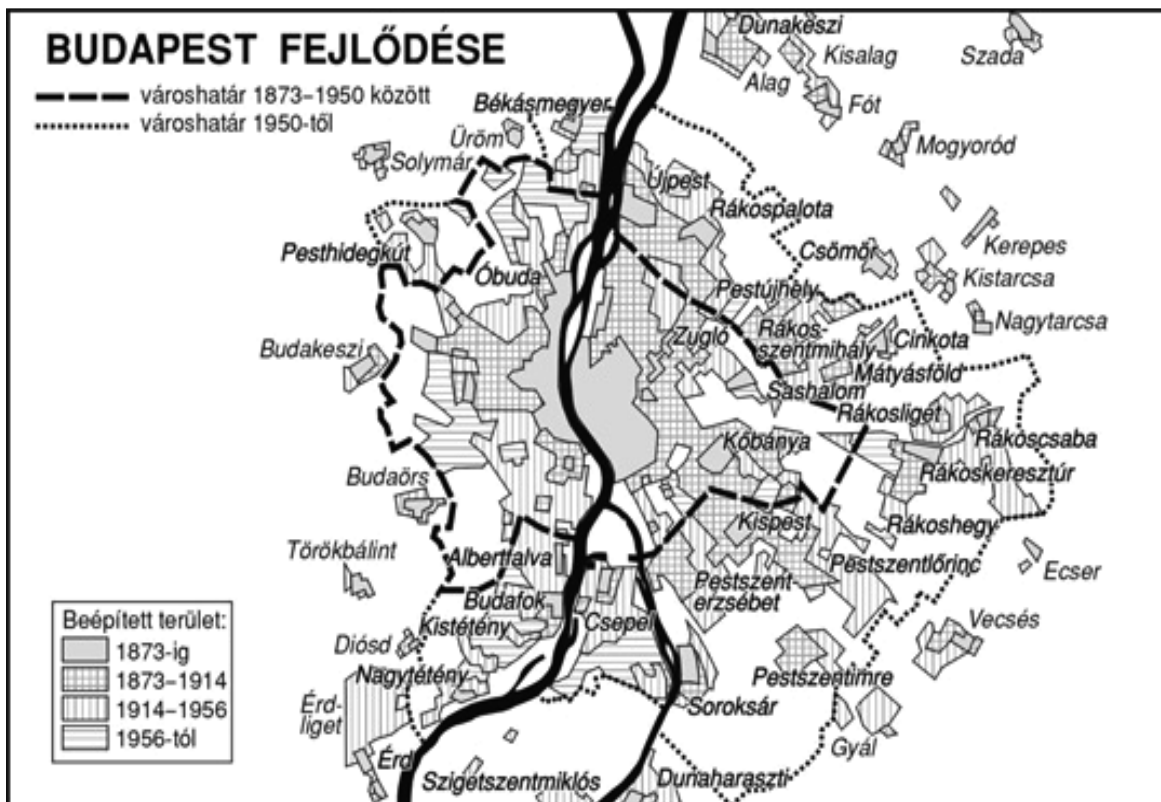 BUDAPEST FEJLŐDÉSE
városhatár 1873–1950 között
városhatár 1950-től
Dunakeszi
Kisalag
Szada
Alag
Fót
Békásmegyer
Üröm
Solymár
Mogyoród
Újpest
Rákospalota
Pesthidegkút
Óbuda
Csömör
Kerepes
Kistarcsa
Pestújhely
Nagytarcsa
Zugló
Rákos-
szentmihály
Cinkota
Budakeszi
Mátyásföld
Sashalom
Rákosliget
Kőbánya
Rákoscsaba
Rákoskeresztúr
Budaörs
Kispest
Rákoshegy
Törökbálint
Albertfalva
Pestszentlőrinc
Ecser
Pestszent-
erzsébet
Budafok
Kistétény
Csepel
Vecsés
Diósd
Nagytétény
Pestszentimre
Érd-
liget
Soroksár
Gyál
Érd
Szigetszentmiklós
Dunaharaszti
Beépített terület:
1873-ig
1873–1914
1914–1956
1956-tól